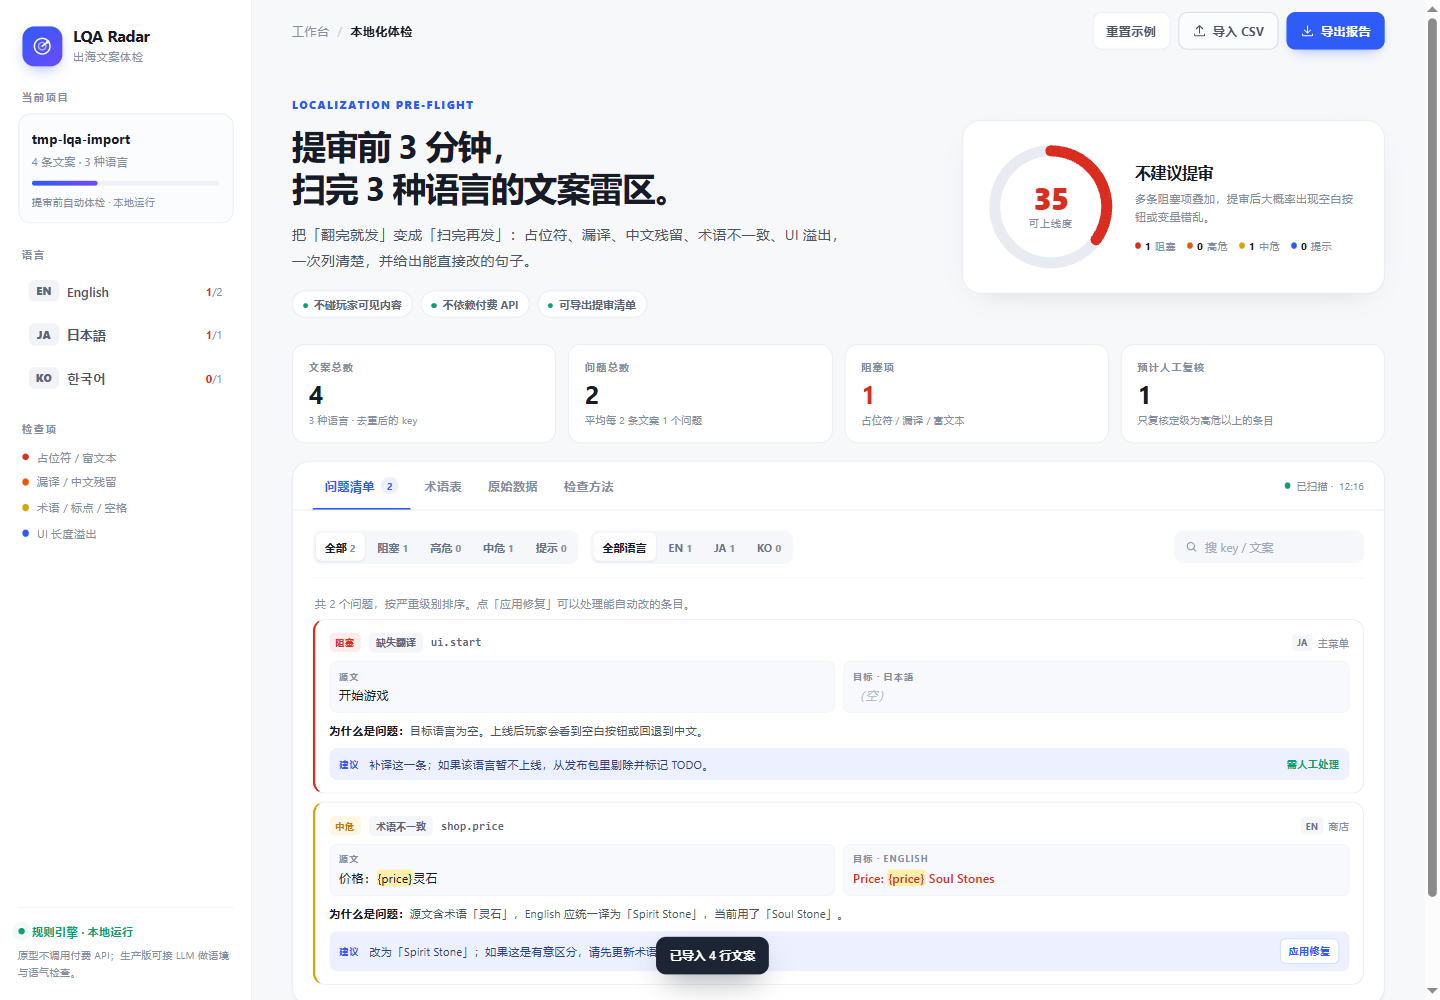 LQA Radar
出海文案体检
当前项目
tmp-lqa-import
4 条文案 · 3 种语言
提审前自动体检 · 本地运行
语言
EN English 1/2
JA 日本語 1/1
KO 한국어 0/1
检查项
占位符 / 富文本
漏译 / 中文残留
术语 / 标点 / 空格
UI 长度溢出
规则引擎 · 本地运行
原型不调用付费 API；生产版可接 LLM 做语境
与语气检查。
工作台 / 本地化体检
重置示例
导入 CSV
导出报告
LOCALIZATION PRE-FLIGHT
提审前 3 分钟，
扫完 3 种语言的文案雷区。
把「翻完就发」变成「扫完再发」：占位符、漏译、中文残留、术语不一致、UI 溢出，
一次列清楚，并给出能直接改的句子。
不碰玩家可见内容
不依赖付费 API
可导出提审清单
35
可上线度
不建议提审
多条阻塞项叠加，提审后大概率出现空白按
钮或变量错乱。
1 阻塞 0 高危 1 中危 0 提示
文案总数
4
3 种语言 · 去重后的 key
问题总数
2
平均每 2 条文案 1 个问题
阻塞项
1
占位符 / 漏译 / 富文本
预计人工复核
1
只复核定级为高危以上的条目
问题清单 2
术语表
原始数据
检查方法
已扫描 · 12:16
全部 2 阻塞 1 高危 0 中危 1 提示 0
全部语言 EN 1 JA 1 KO 0
搜 key / 文案
共 2 个问题，按严重级别排序。点「应用修复」可以处理能自动改的条目。
阻塞 缺失翻译 ui.start JA 主菜单
源文
开始游戏
目标 · 日本語
（空）
为什么是问题：目标语言为空。上线后玩家会看到空白按钮或回退到中文。
建议 补译这一条；如果该语言暂不上线，从发布包里剔除并标记 TODO。 需人工处理
中危 术语不一致 shop.price EN 商店
源文
价格：{price}灵石
目标 · ENGLISH
Price: {price} Soul Stones
为什么是问题：源文含术语「灵石」，English 应统一译为「Spirit Stone」，当前用了「Soul Stone」。
建议 改为「Spirit Stone」；如果这是有意区分，请先更新术语
应用修复
已导入 4 行文案